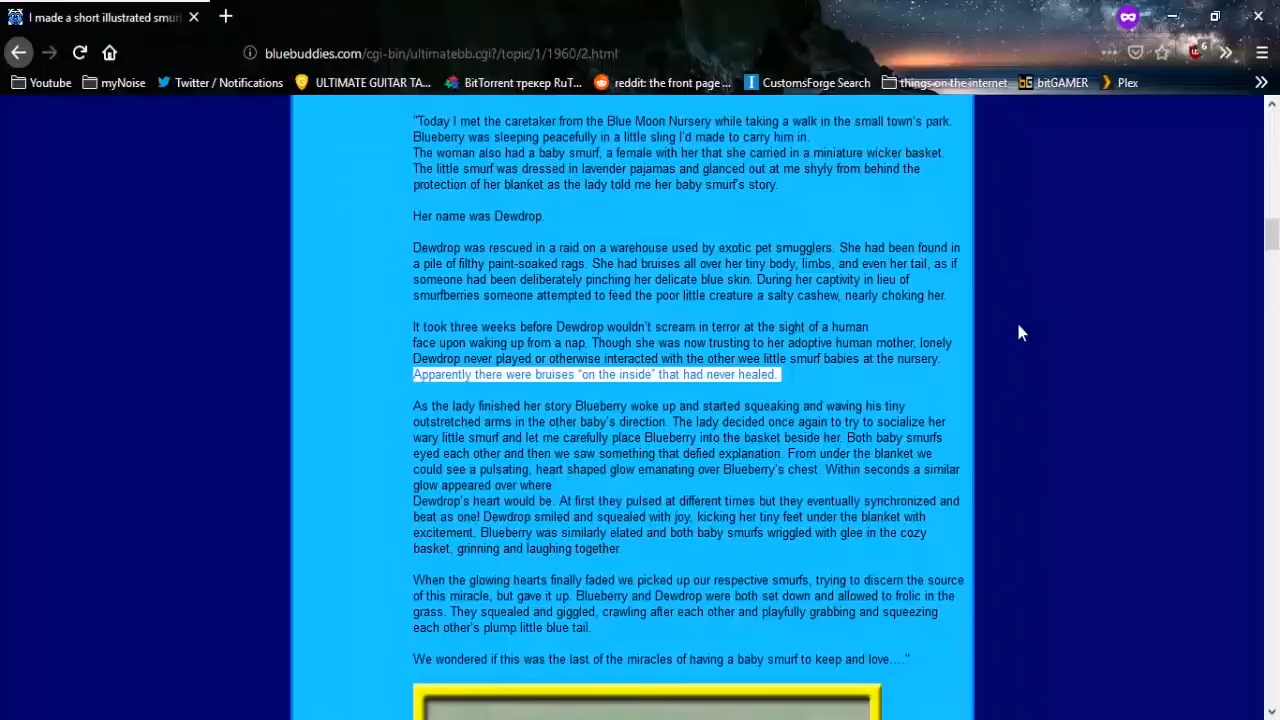 I made a short illustrated smurf
bluebuddies.com/cgi-bin/ultimatebb.cgi?/topic/1/1960/2.html
6
Youtube
myNoise
Twitter / Notifications
ULTIMATE GUITAR TA...
BitTorrent трекер RuT...
reddit: the front page ...
CustomsForge Search
things on the internet
bitGAMER
Plex
"Today I met the caretaker from the Blue Moon Nursery while taking a walk in the small town's park.
Blueberry was sleeping peacefully in a little sling I'd made to carry him in.
The woman also had a baby smurf, a female with her that she carried in a miniature wicker basket.
The little smurf was dressed in lavender pajamas and glanced out at me shyly from behind the
protection of her blanket as the lady told me her baby smurf's story.
Her name was Dewdrop.
Dewdrop was rescued in a raid on a warehouse used by exotic pet smugglers. She had been found in
a pile of filthy paint-soaked rags. She had bruises all over her tiny body, limbs, and even her tail, as if
someone had been deliberately pinching her delicate blue skin. During her captivity in lieu of
smurfberries someone attempted to feed the poor little creature a salty cashew, nearly choking her.
It took three weeks before Dewdrop wouldn't scream in terror at the sight of a human
face upon waking up from a nap. Though she was now trusting to her adoptive human mother, lonely
Dewdrop never played or otherwise interacted with the other wee little smurf babies at the nursery.
Apparently there were bruises “on the inside” that had never healed.
As the lady finished her story Blueberry woke up and started squeaking and waving his tiny
outstretched arms in the other baby's direction. The lady decided once again to try to socialize her
wary little smurf and let me carefully place Blueberry into the basket beside her. Both baby smurfs
eyed each other and then we saw something that defied explanation. From under the blanket we
could see a pulsating, heart shaped glow emanating over Blueberry's chest. Within seconds a similar
glow appeared over where
Dewdrop's heart would be. At first they pulsed at different times but they eventually synchronized and
beat as one! Dewdrop smiled and squealed with joy, kicking her tiny feet under the blanket with
excitement. Blueberry was similarly elated and both baby smurfs wriggled with glee in the cozy
basket, grinning and laughing together.
When the glowing hearts finally faded we picked up our respective smurfs, trying to discern the source
of this miracle, but gave it up. Blueberry and Dewdrop were both set down and allowed to frolic in the
grass. They squealed and giggled, crawling after each other and playfully grabbing and squeezing
each other's plump little blue tail.
We wondered if this was the last of the miracles of having a baby smurf to keep and love…."